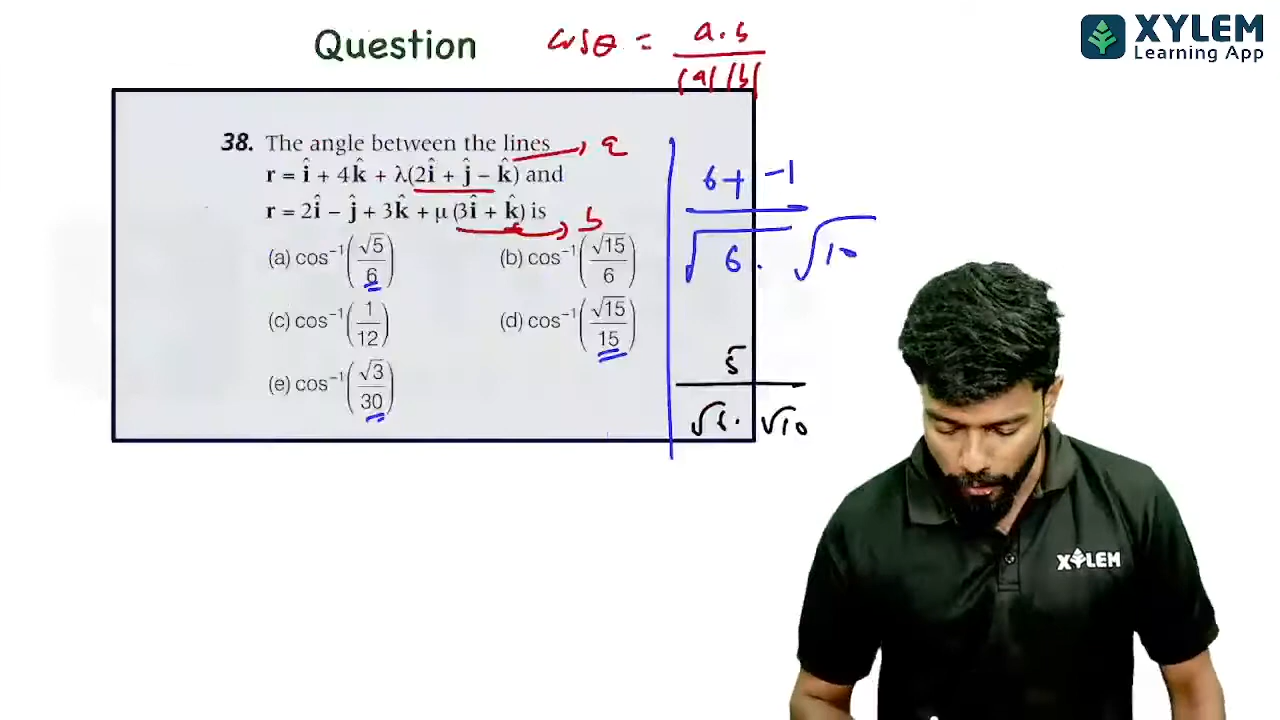 Question
cosθ = a.b / |a| |b|
XYLEM
Learning App
38. The angle between the lines → a
r = î + 4k̂ + λ(2î + ĵ − k̂) and
r = 2î − ĵ + 3k̂ + μ(3î + k̂) is → b
(a) cos⁻¹(√5/6) (b) cos⁻¹(√15/6)
(c) cos⁻¹(1/12) (d) cos⁻¹(√15/15)
(e) cos⁻¹(√3/30)
6 + -1
√6 . √10
5
√6 . √10
XYLEM